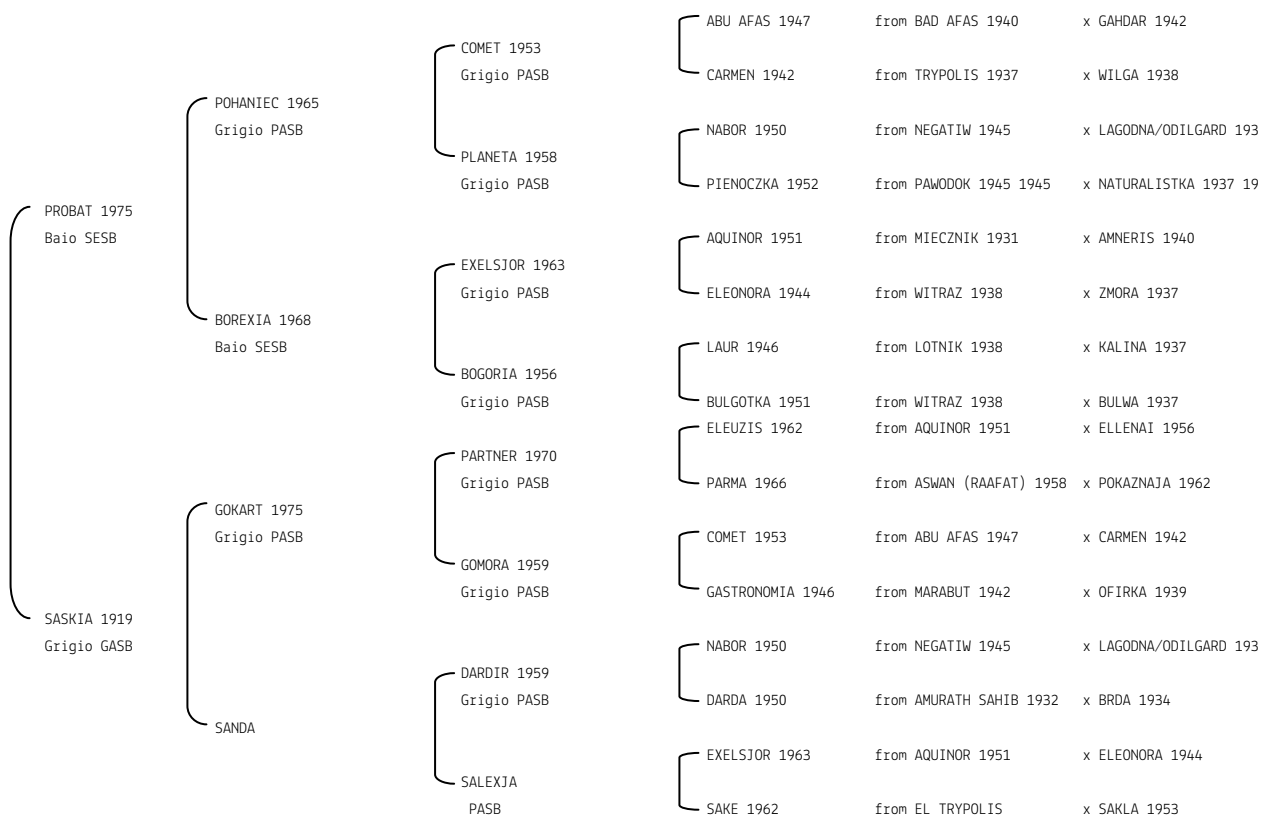 ABU AFAS 1947 from BAD AFAS 1940 x GAHDAR 1942
COMET 1953
Grigio PASB
CARMEN 1942 from TRYPOLIS 1937 x WILGA 1938
POHANIEC 1965
Grigio PASB
NABOR 1950 from NEGATIW 1945 x LAGODNA/ODILGARD 193
PLANETA 1958
Grigio PASB
PIENOCZKA 1952 from PAWODOK 1945 1945 x NATURALISTKA 1937 19
PROBAT 1975
Baio SESB
AQUINOR 1951 from MIECZNIK 1931 x AMNERIS 1940
EXELSJOR 1963
Grigio PASB
ELEONORA 1944 from WITRAZ 1938 x ZMORA 1937
BOREXIA 1968
Baio SESB
LAUR 1946 from LOTNIK 1938 x KALINA 1937
BOGORIA 1956
Grigio PASB
BULGOTKA 1951 from WITRAZ 1938 x BULWA 1937
ELEUZIS 1962 from AQUINOR 1951 x ELLENAI 1956
PARTNER 1970
Grigio PASB
PARMA 1966 from ASWAN (RAAFAT) 1958 x POKAZNAJA 1962
GOKART 1975
Grigio PASB
COMET 1953 from ABU AFAS 1947 x CARMEN 1942
GOMORA 1959
Grigio PASB
GASTRONOMIA 1946 from MARABUT 1942 x OFIRKA 1939
SASKIA 1919
Grigio GASB
NABOR 1950 from NEGATIW 1945 x LAGODNA/ODILGARD 193
DARDIR 1959
Grigio PASB
DARDA 1950 from AMURATH SAHIB 1932 x BRDA 1934
SANDA
EXELSJOR 1963 from AQUINOR 1951 x ELEONORA 1944
SALEXJA
PASB
SAKE 1962 from EL TRYPOLIS x SAKLA 1953